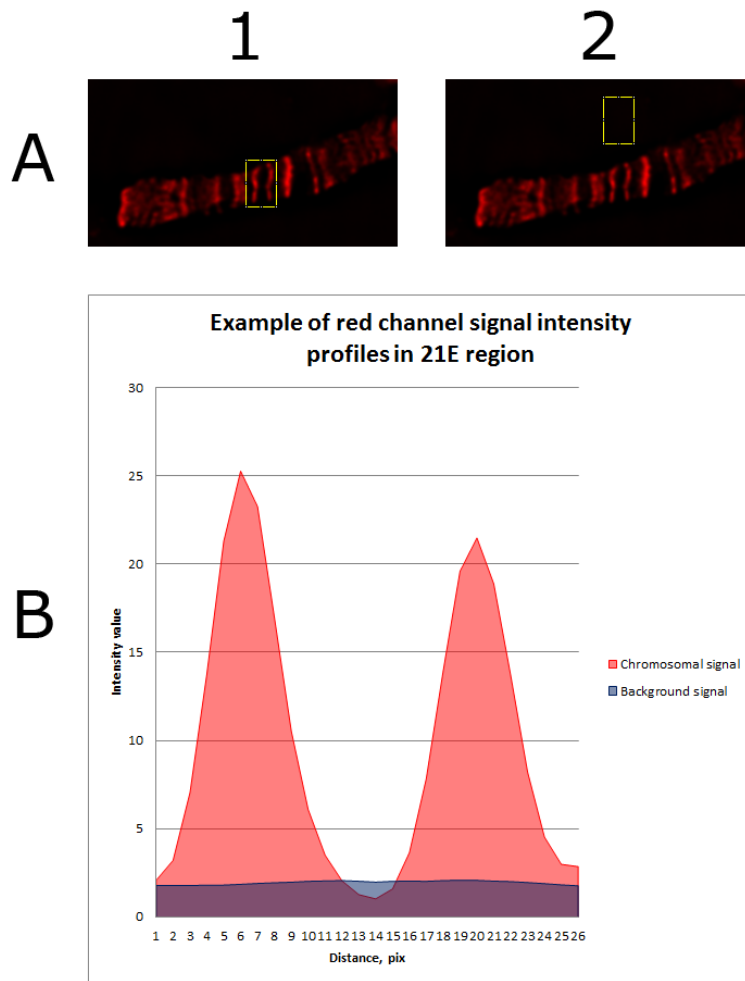 1 2
A
Example of red channel signal intensity
profiles in 21E region
30
25
20
15
10
5
0
Intensity value
1 2 3 4 5 6 7 8 9 10 11 12 13 14 15 16 17 18 19 20 21 22 23 24 25 26
Distance, pix
Chromosomal signal
Background signal
B